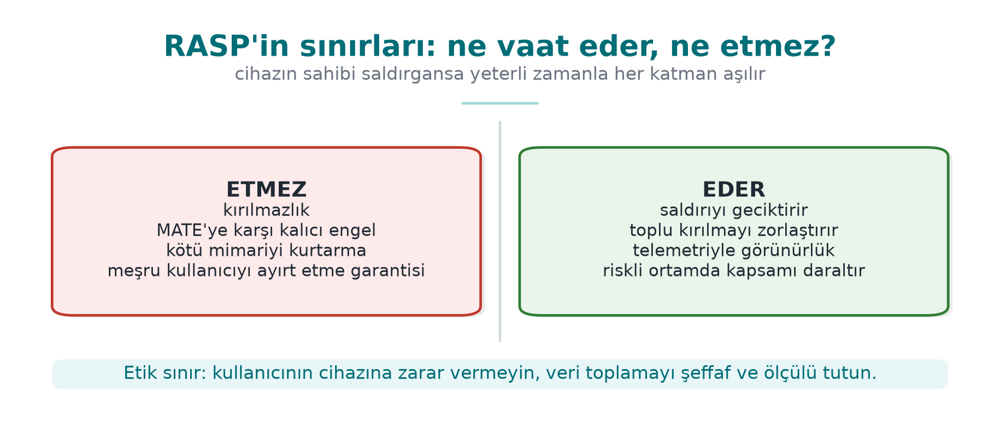 RASP'in sınırları: ne vaat eder, ne etmez?
cihazın sahibi saldırgansa yeterli zamanla her katman aşılır
ETMEZ
kırılmazlık
MATE'ye karşı kalıcı engel
kötü mimariyi kurtarma
meşru kullanıcıyı ayırt etme garantisi
EDER
saldırıyı geciktirir
toplu kırılmayı zorlaştırır
telemetriyle görünürlük
riskli ortamda kapsamı daraltır
Etik sınır: kullanıcının cihazına zarar vermeyin, veri toplamayı şeffaf ve ölçülü tutun.